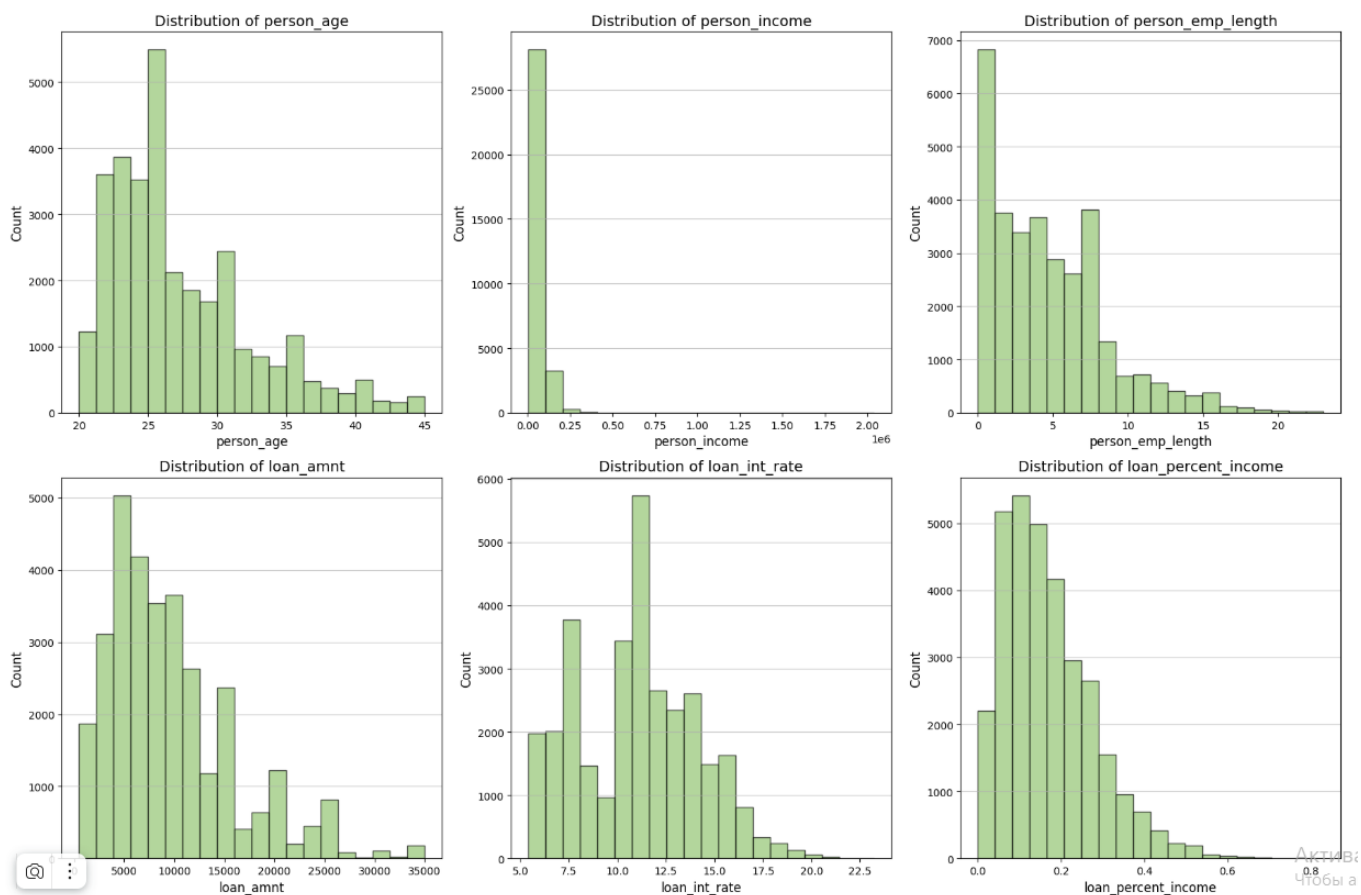 Distribution of person_age
Count
5000
4000
3000
2000
1000
0
20 25 30 35 40 45
person_age
Distribution of person_income
Count
25000
20000
15000
10000
5000
0
0.00 0.25 0.50 0.75 1.00 1.25 1.50 1.75 2.00
1e6
person_income
Distribution of person_emp_length
Count
7000
6000
5000
4000
3000
2000
1000
0
0 5 10 15 20
person_emp_length
Distribution of loan_amnt
Count
5000
4000
3000
2000
1000
5000 10000 15000 20000 25000 30000 35000
loan_amnt
Distribution of loan_int_rate
Count
6000
5000
4000
3000
2000
1000
0
5.0 7.5 10.0 12.5 15.0 17.5 20.0 22.5
loan_int_rate
Distribution of loan_percent_income
Count
5000
4000
3000
2000
1000
0
0.0 0.2 0.4 0.6 0.8
loan_percent_income
Чтобы а